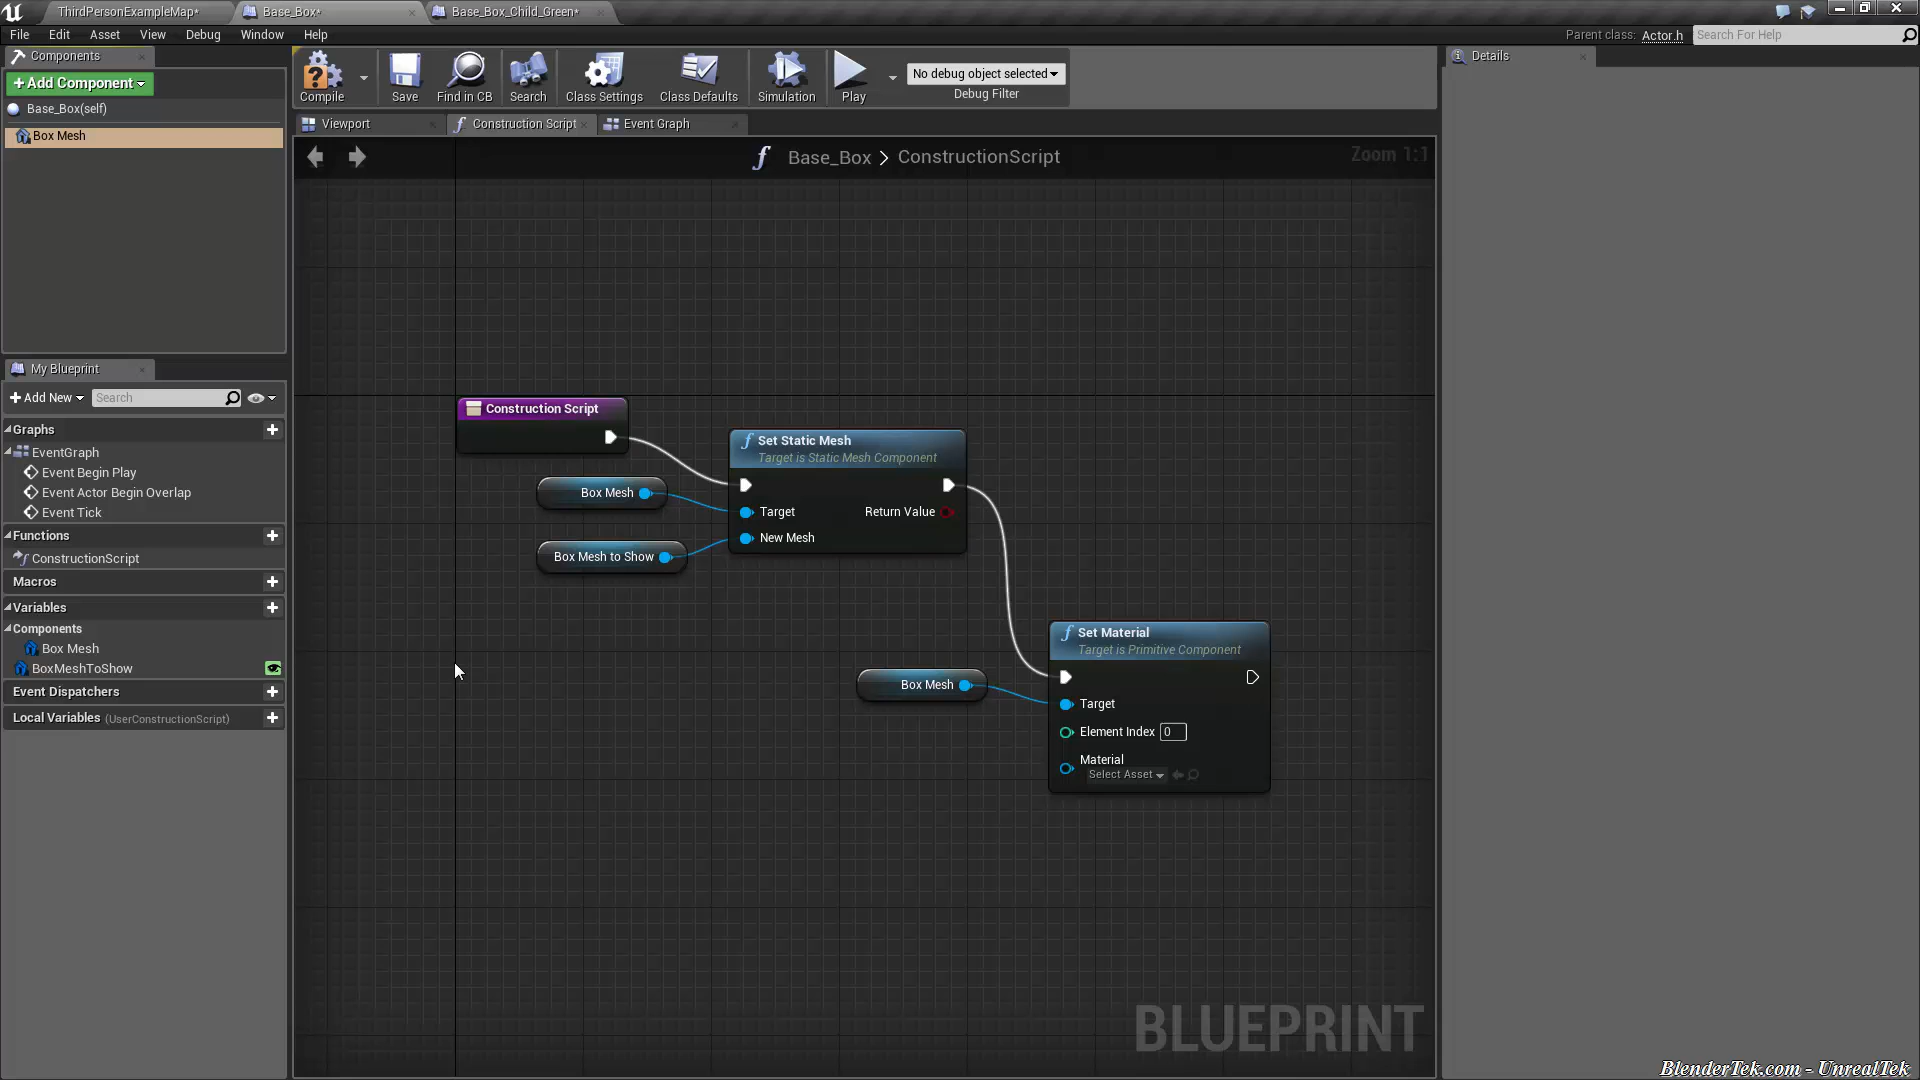 ThirdPersonExampleMap*
Base_Box*
Base_Box_Child_Green*
File Edit Asset View Debug Window Help
Parent class: Actor.h
Search For Help
Components
Details
+Add Component
Compile
Save
Find in CB
Search
Class Settings
Class Defaults
Simulation
Play
No debug object selected
Debug Filter
Base_Box(self)
Box Mesh
Viewport
Construction Script
Event Graph
Base_Box > ConstructionScript
Zoom 1:1
My Blueprint
+Add New
Search
Graphs
EventGraph
Event Begin Play
Event Actor Begin Overlap
Event Tick
Functions
ConstructionScript
Macros
Variables
Components
Box Mesh
BoxMeshToShow
Event Dispatchers
Local Variables (UserConstructionScript)
Construction Script
Box Mesh
Box Mesh to Show
Set Static Mesh
Target is Static Mesh Component
Target
Return Value
New Mesh
Box Mesh
Set Material
Target is Primitive Component
Target
Element Index 0
Material
Select Asset
BLUEPRINT
BlenderTek.com - UnrealTek